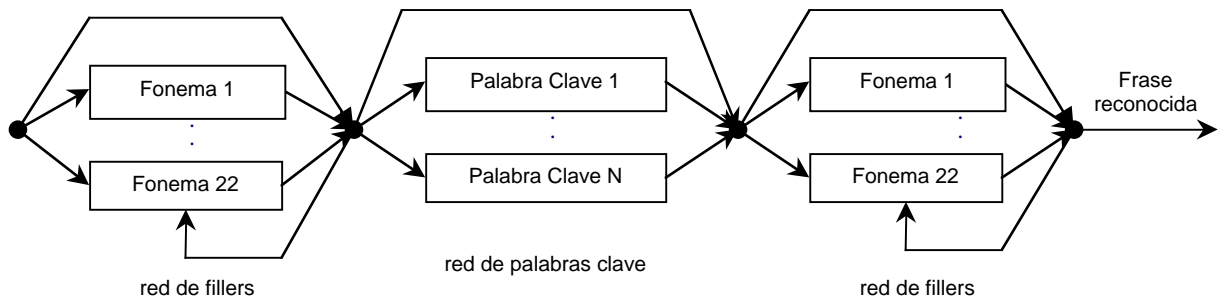 Fonema 1
Palabra Clave 1
Fonema 1
Frase
reconocida
Fonema 22
Palabra Clave N
Fonema 22
red de palabras clave
red de fillers
red de fillers